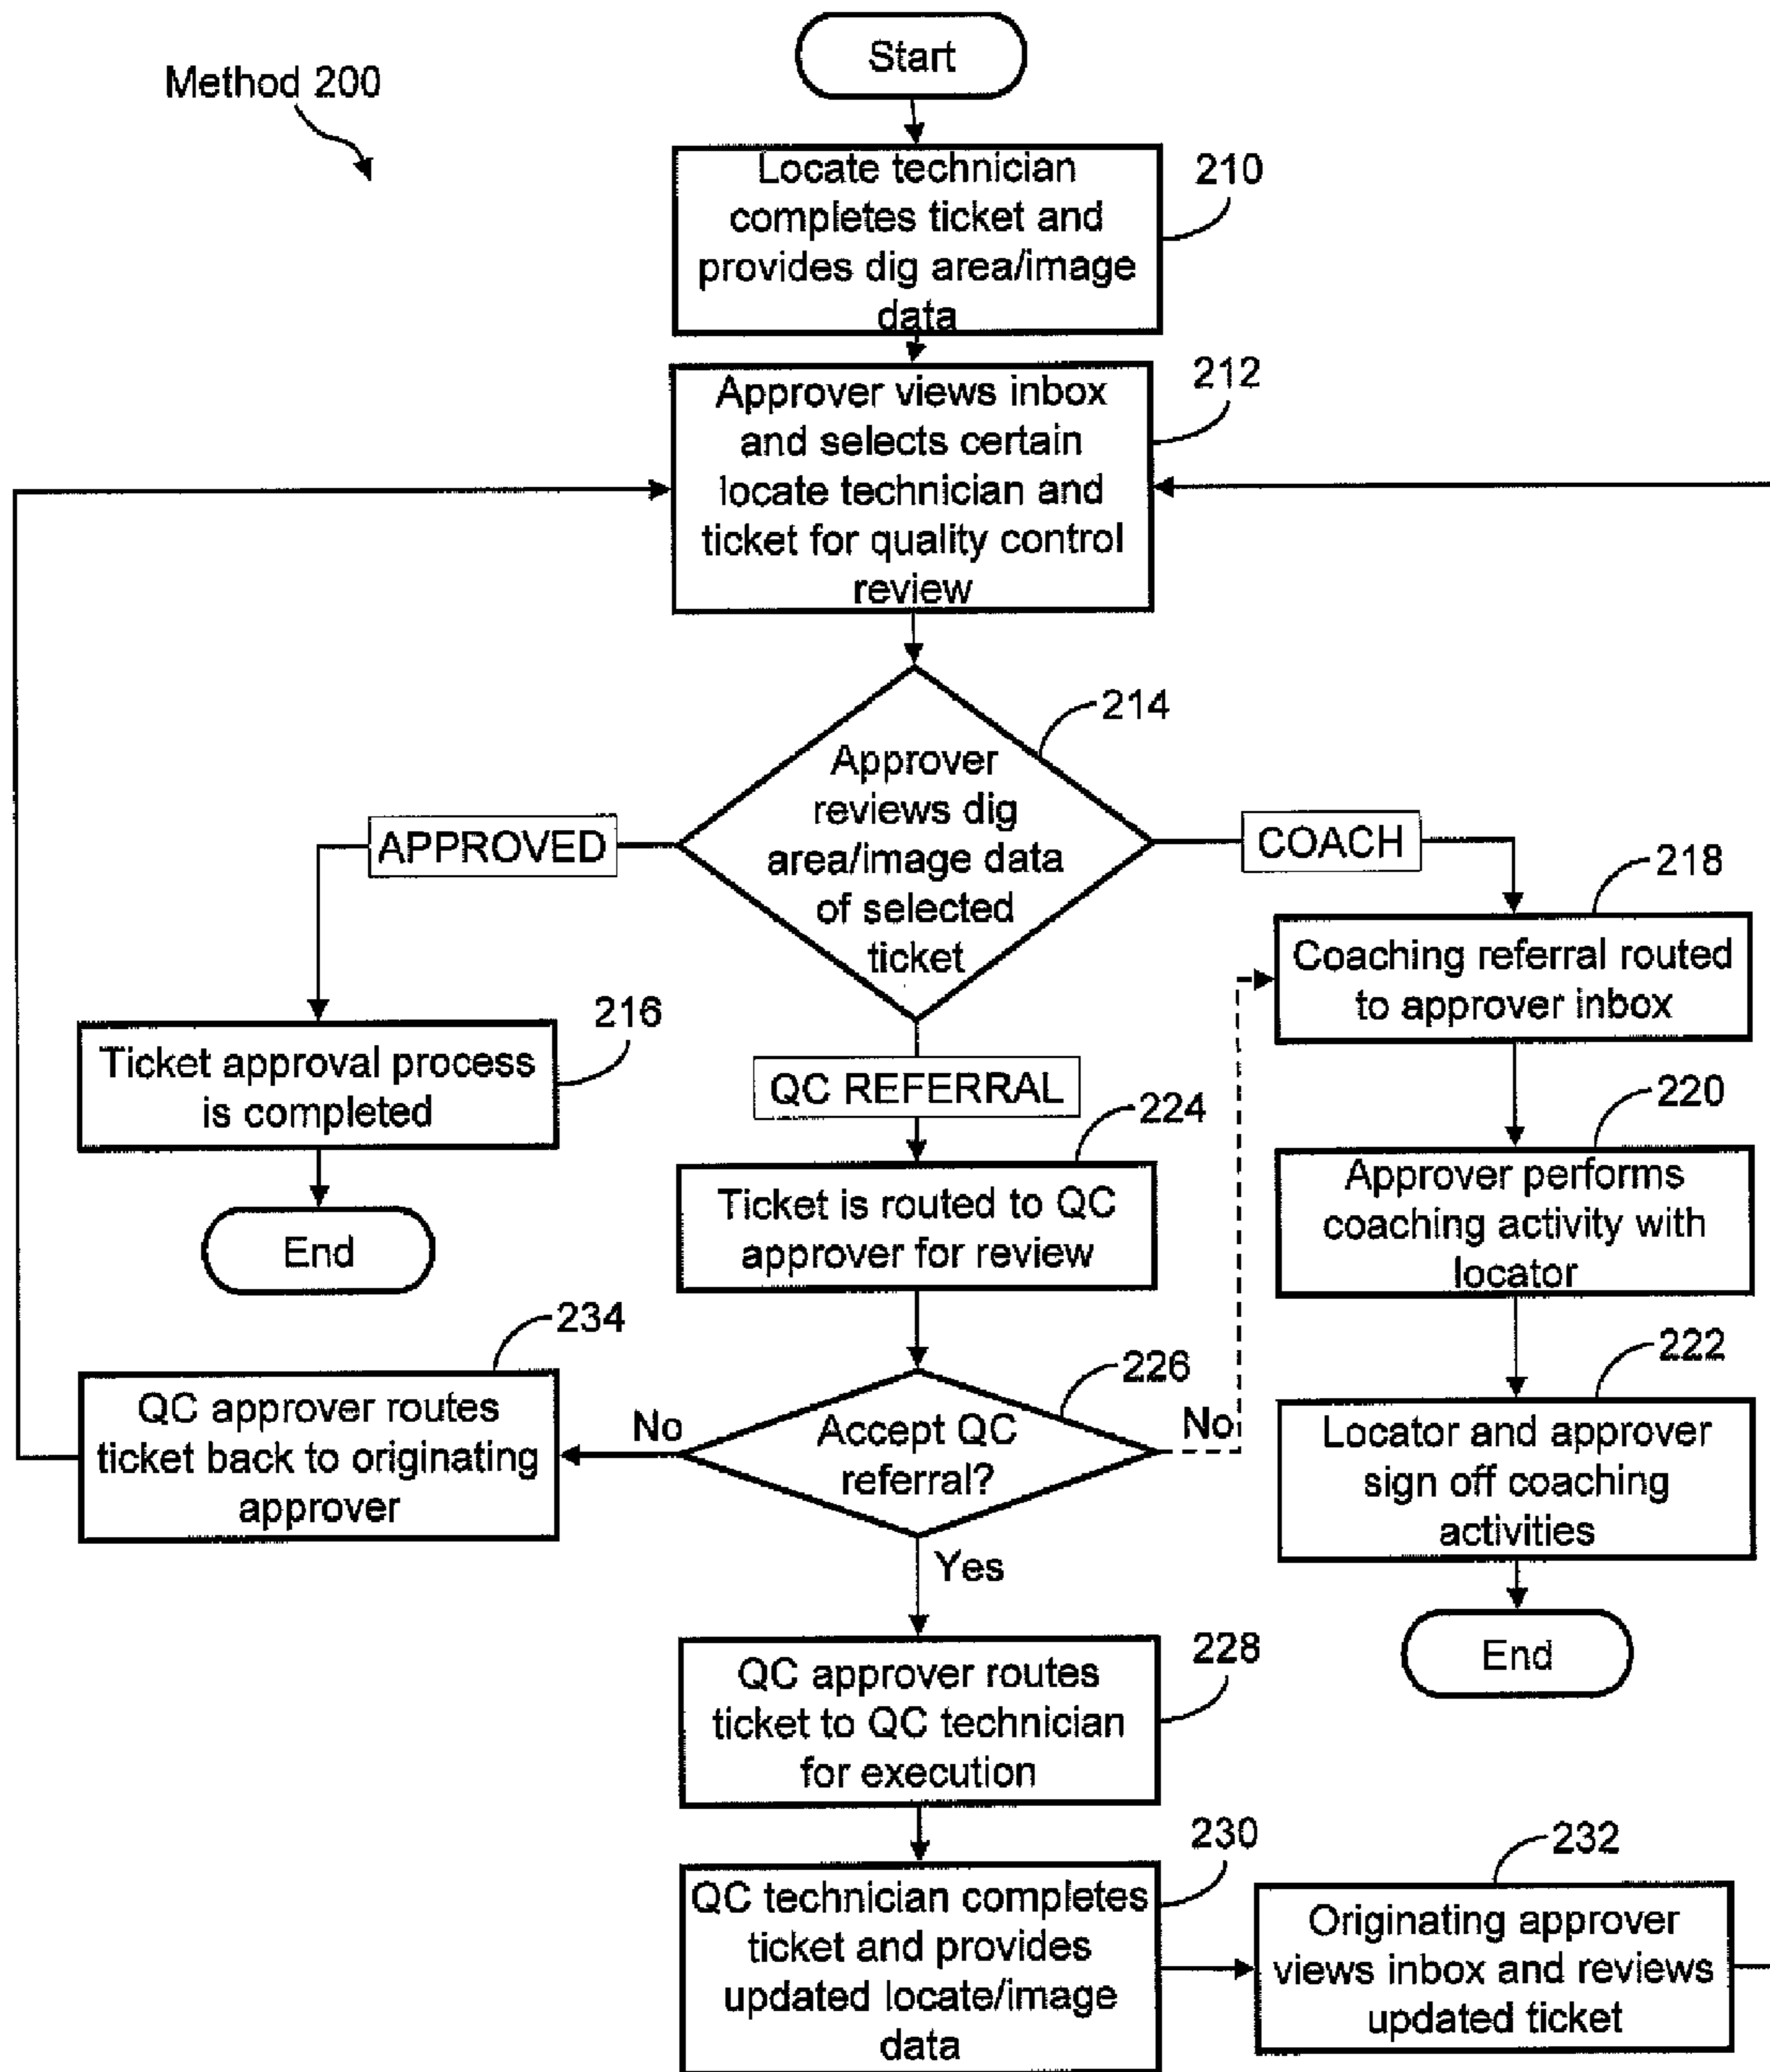 Start
Method 200
Locate technician
completes ticket and
provides dig area/image
data
210
Approver views inbox
and selects certain
locate technician and
ticket for quality control
review
212
Approver
reviews dig
area/image data
of selected
ticket
214
APPROVED
COACH
QC REFERRAL
Ticket approval process
is completed
216
End
Coaching referral routed
to approver inbox
218
Approver performs
coaching activity with
locator
220
Locator and approver
sign off coaching
activities
222
End
Ticket is routed to QC
approver for review
224
Accept QC
referral?
226
No
No
Yes
QC approver routes
ticket back to originating
approver
234
QC approver routes
ticket to QC technician
for execution
228
QC technician completes
ticket and provides
updated locate/image
data
230
Originating approver
views inbox and reviews
updated ticket
232